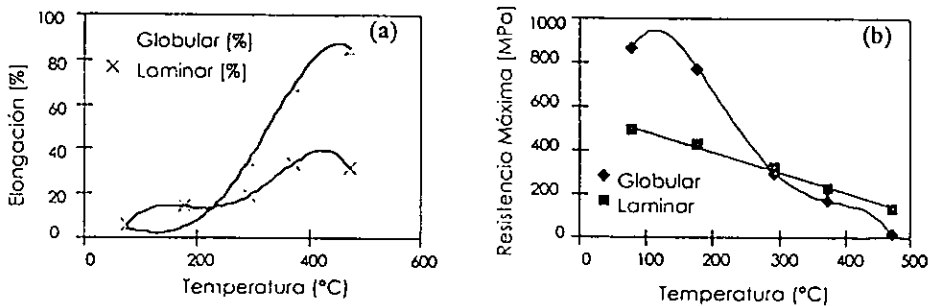 (a)
Globular (%)
Laminar (%)
Elongación (%)
100
80
60
40
20
0
0
200
400
600
Temperatura (°C)
(b)
Resistencia Máxima (MPa)
1000
800
600
400
200
0
Globular
Laminar
0
100
200
300
400
500
Temperatura (°C)